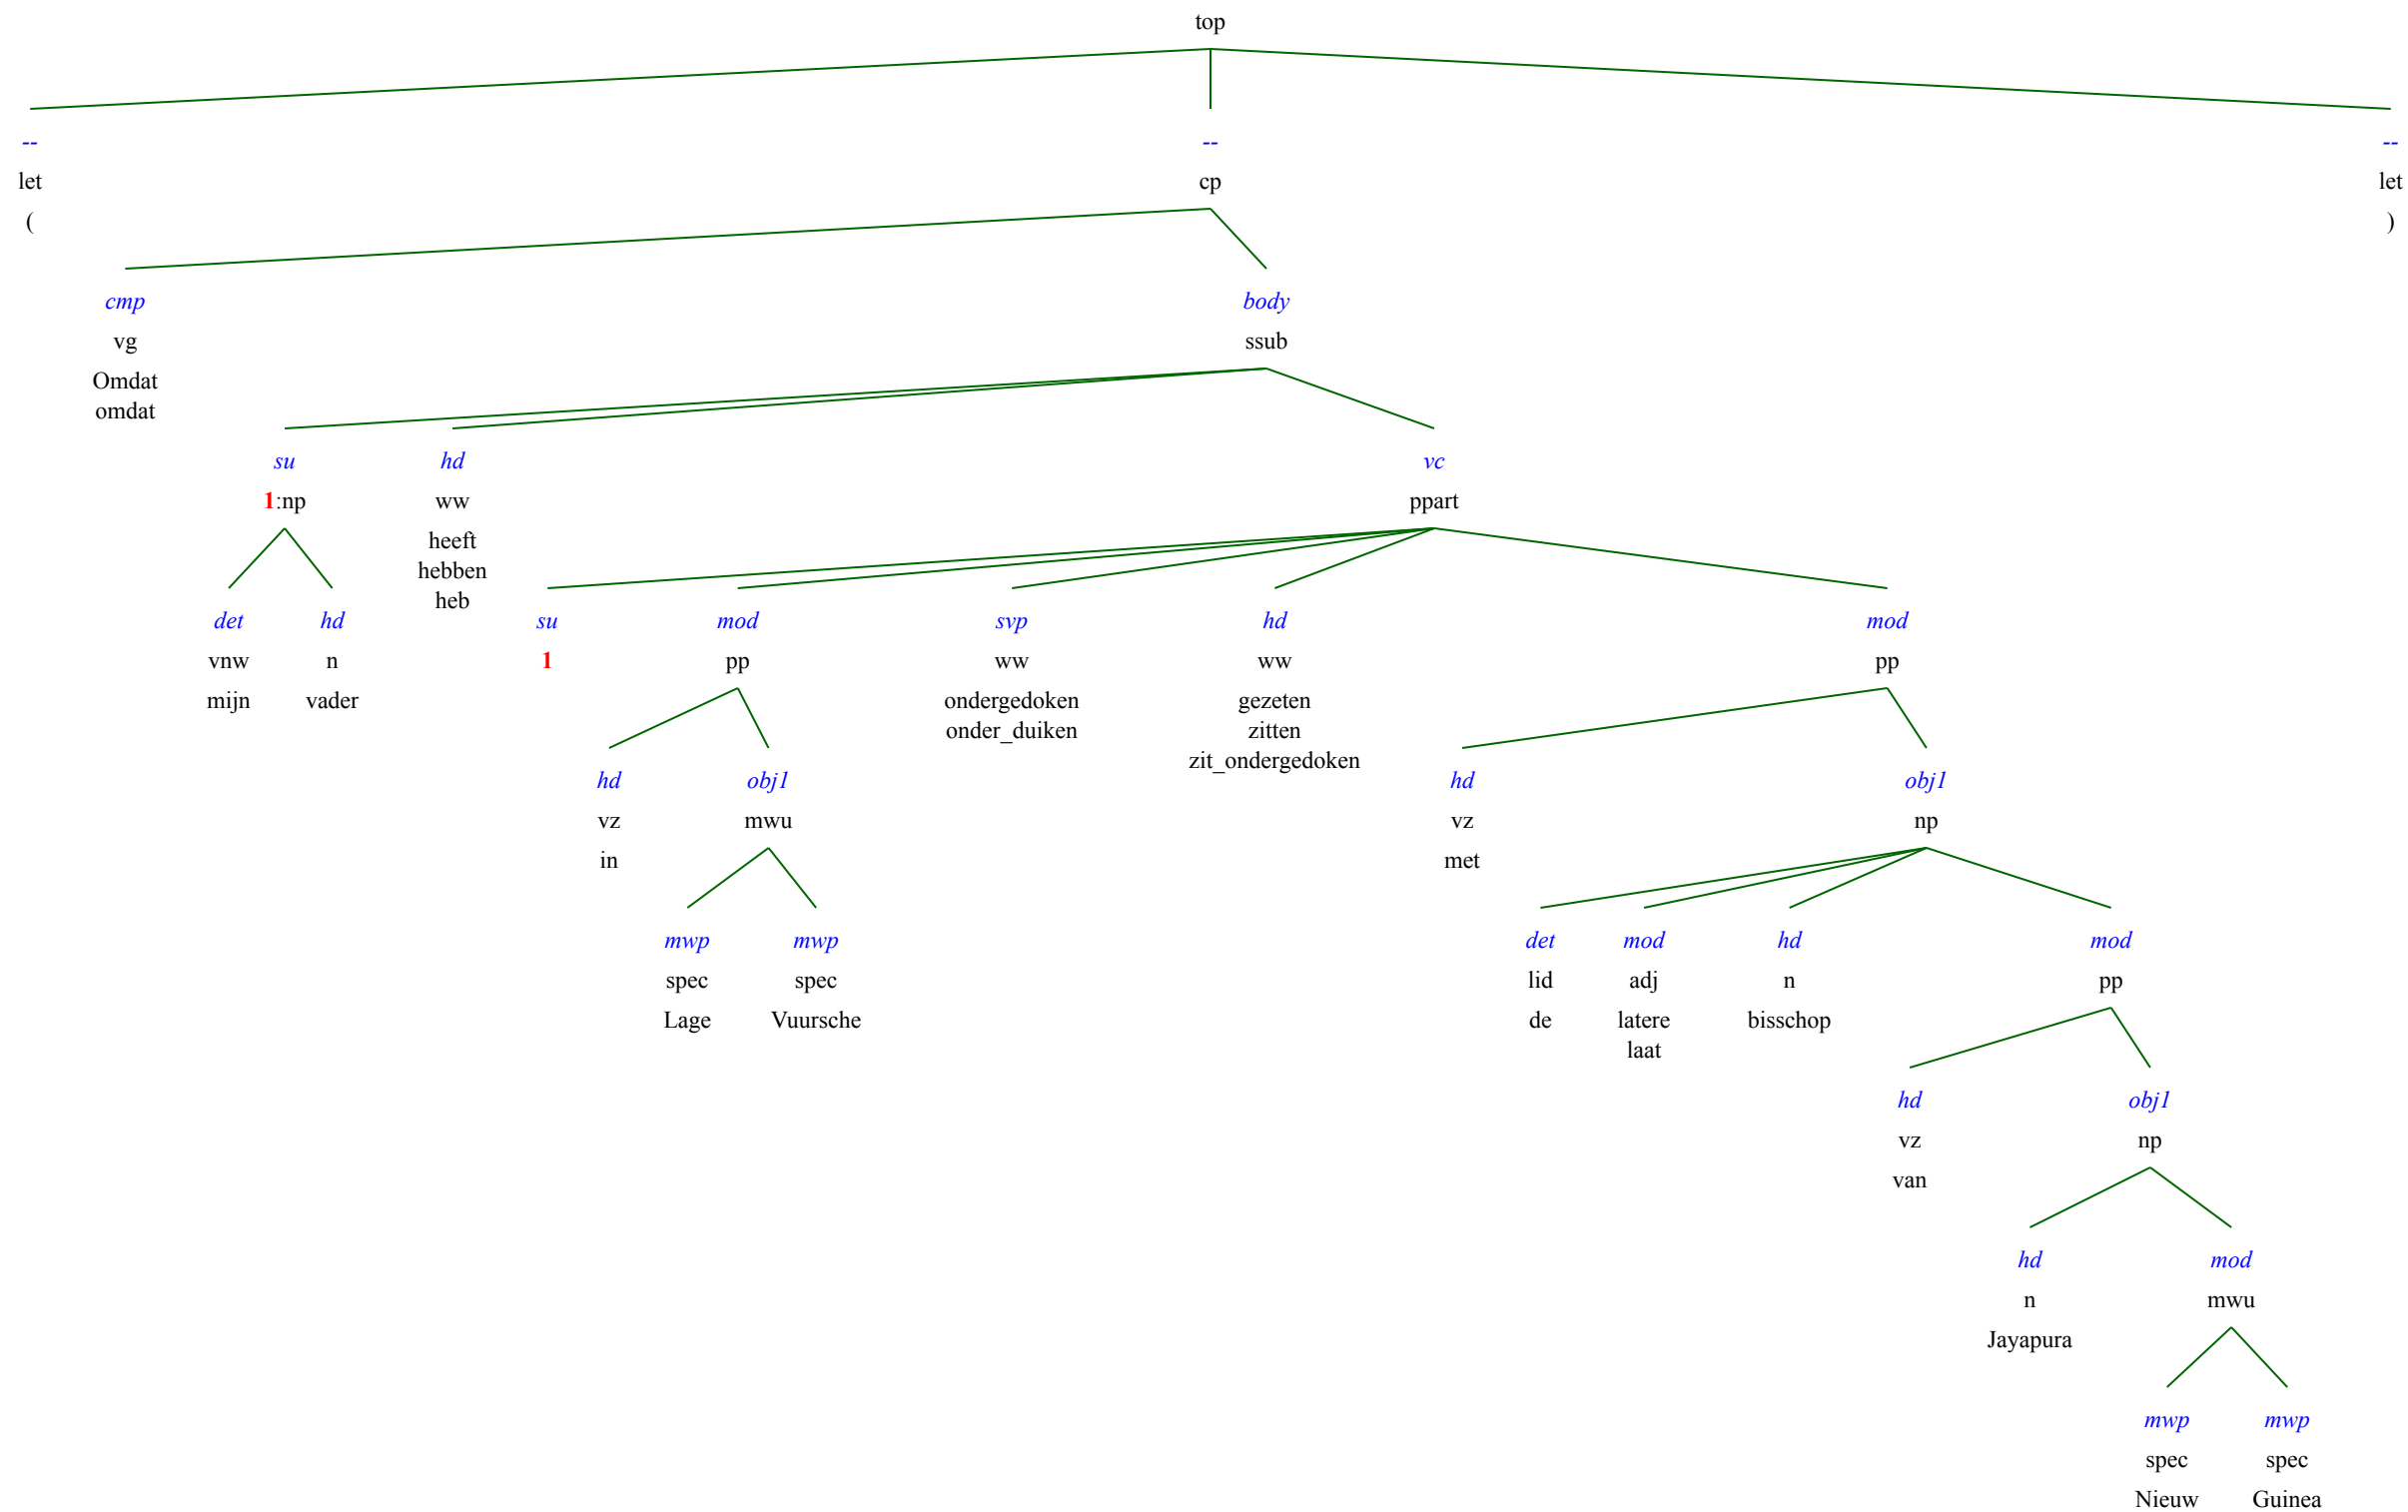 top
-- -- --
let cp let
( )
cmp body
vg ssub
Omdat
omdat
su hd vc
1:np ww ppart
heeft
hebben
heb
det hd su mod svp hd mod
vnw n 1 pp ww ww pp
mijn vader ondergedoken gezeten
onder_duiken zitten
zit_ondergedoken
hd obj1 hd obj1
vz mwu vz np
in met
mwp mwp det mod hd mod
spec spec lid adj n pp
Lage Vuursche de latere bisschop
laat
hd obj1
vz np
van
hd mod
n mwu
Jayapura
mwp mwp
spec spec
Nieuw Guinea